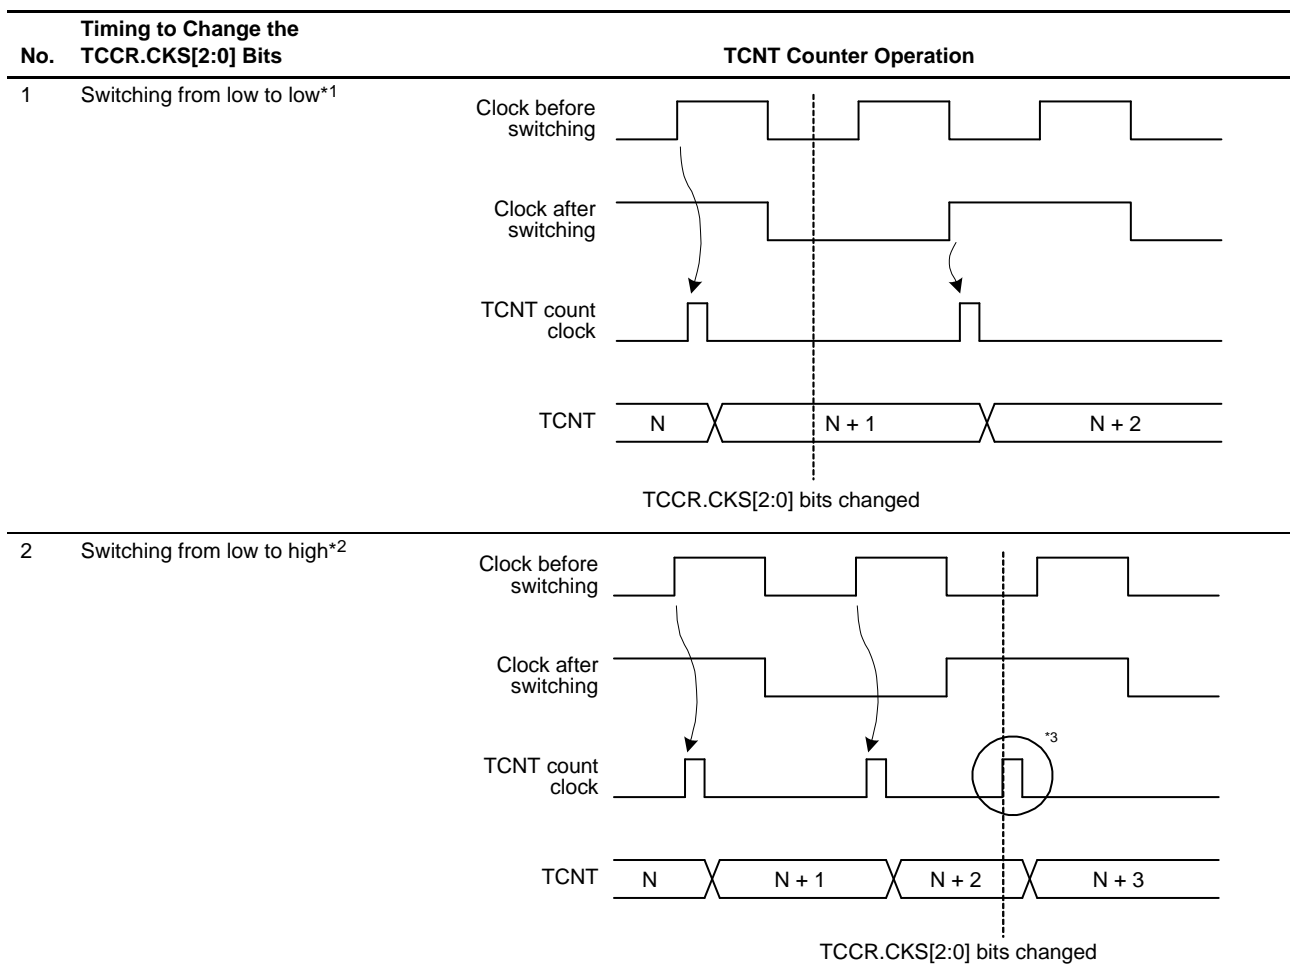 Timing to Change the
No. TCCR.CKS[2:0] Bits TCNT Counter Operation
1 Switching from low to low*1
Clock before
switching
Clock after
switching
TCNT count
clock
TCNT N N + 1 N + 2
TCCR.CKS[2:0] bits changed
2 Switching from low to high*2
Clock before
switching
Clock after
switching
*3
TCNT count
clock
TCNT N N + 1 N + 2 N + 3
TCCR.CKS[2:0] bits changed